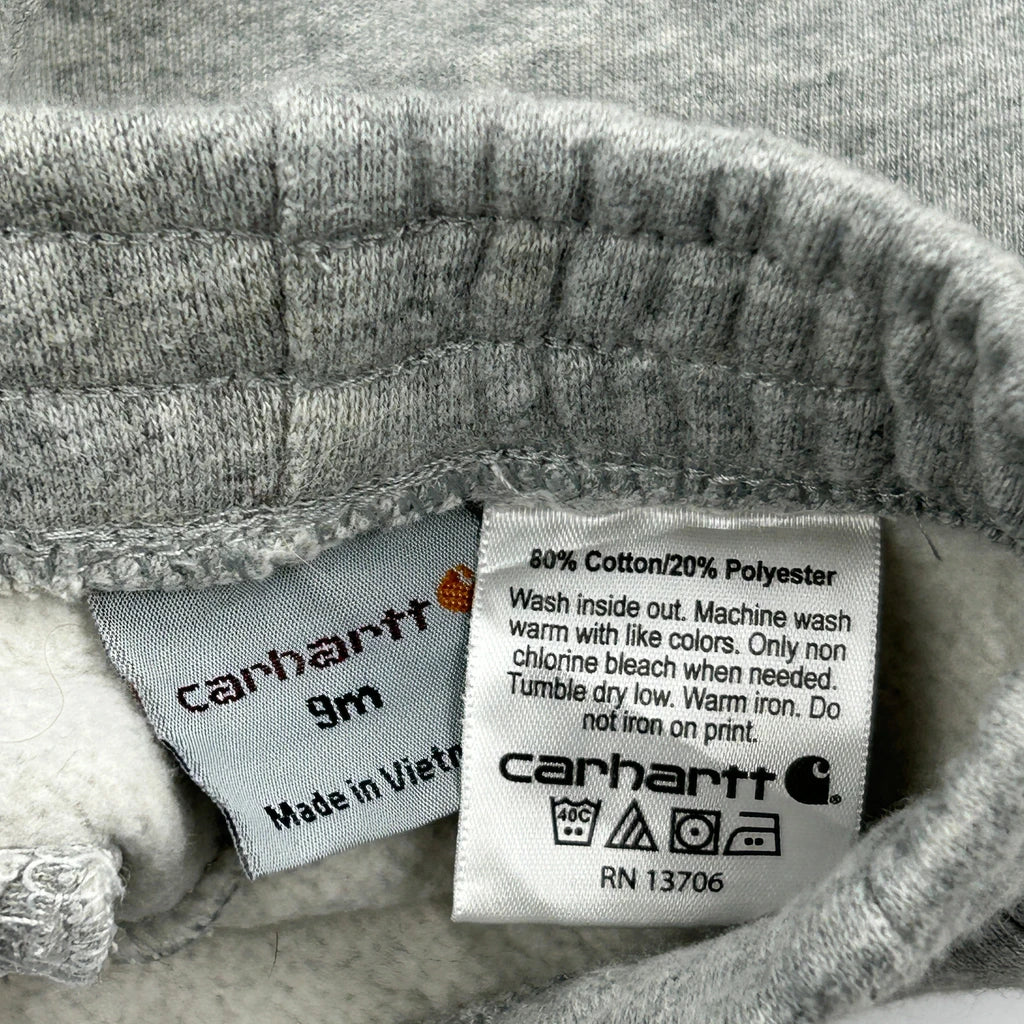 carhartt
9m
Made in Vietn
80% Cotton/20% Polyester
Wash inside out. Machine wash
warm with like colors. Only non
chlorine bleach when needed.
Tumble dry low. Warm iron. Do
not iron on print.
carhartt
40C
RN 13706